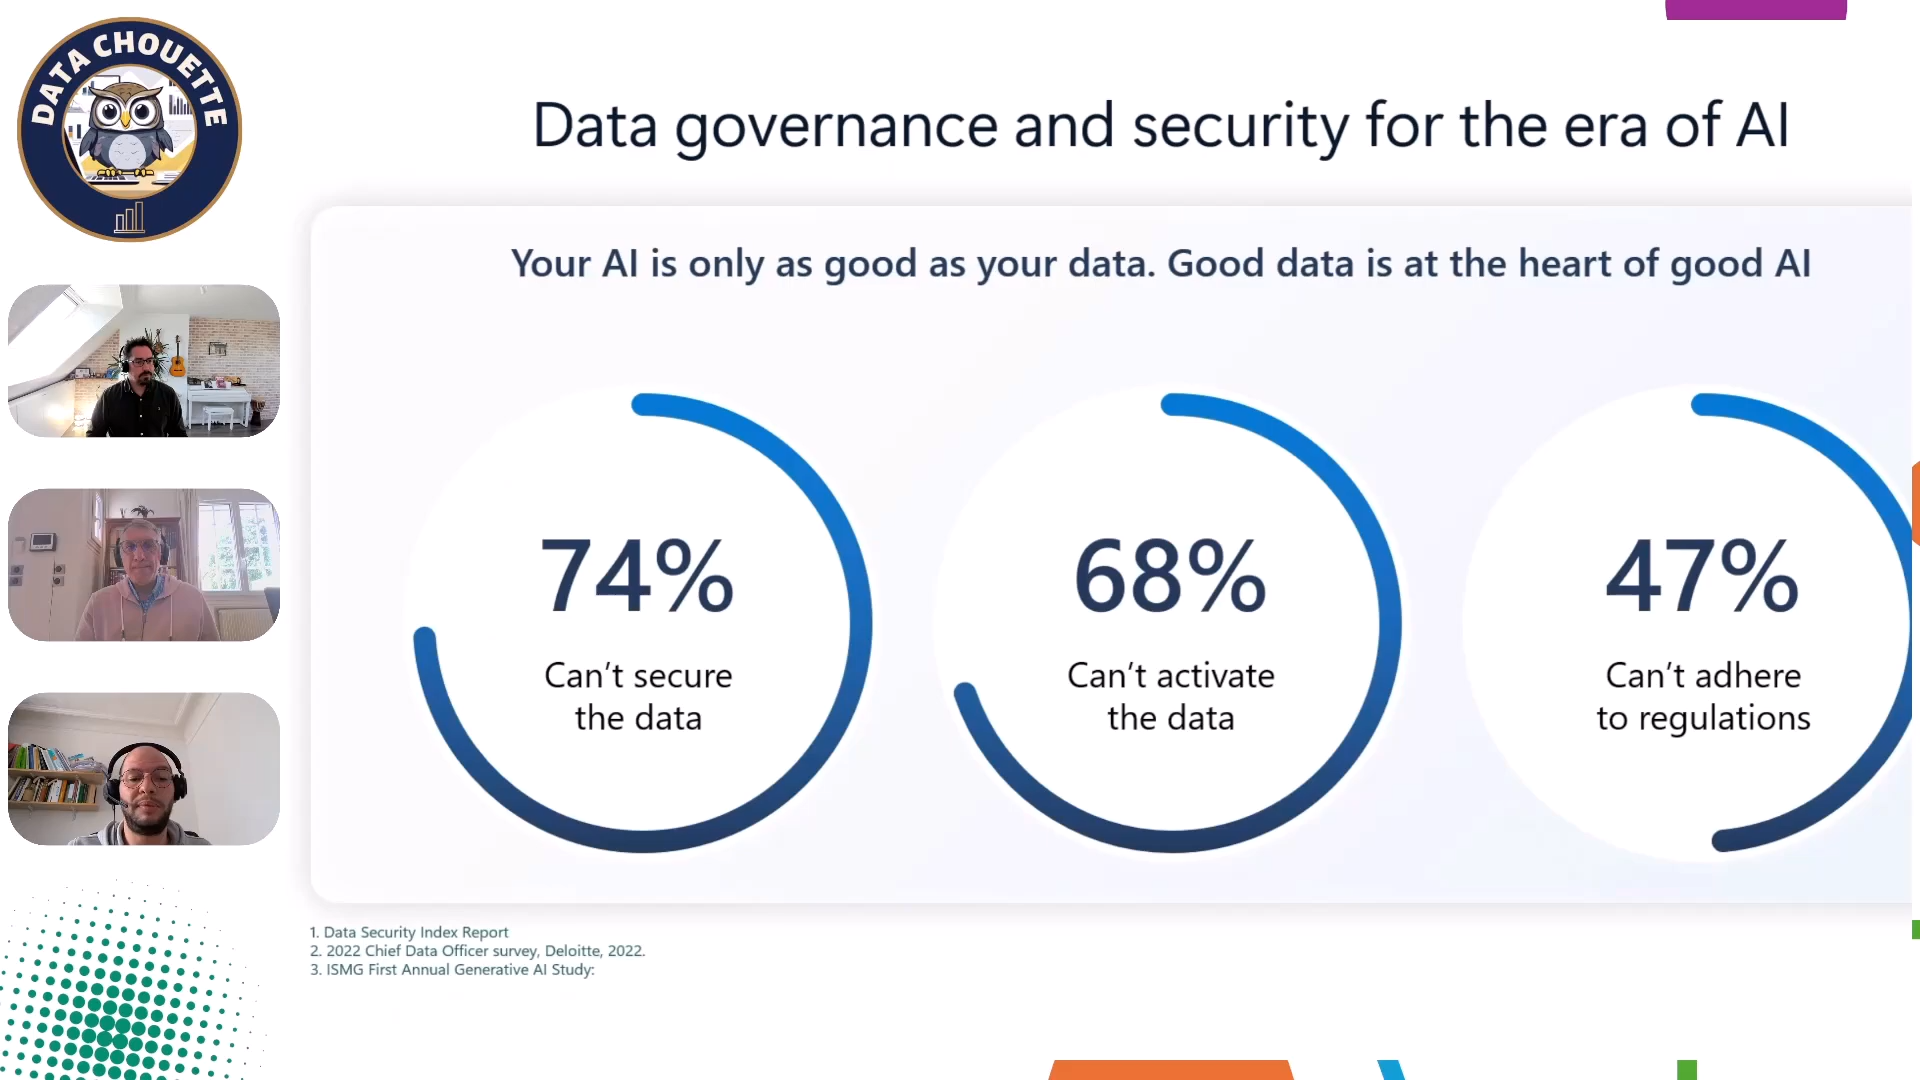 DATA CHOUETTE
Data governance and security for the era of AI
Your AI is only as good as your data. Good data is at the heart of good AI
74%
Can’t secure
the data
68%
Can’t activate
the data
47%
Can’t adhere
to regulations
1. Data Security Index Report
2. 2022 Chief Data Officer survey, Deloitte, 2022.
3. ISMG First Annual Generative AI Study: